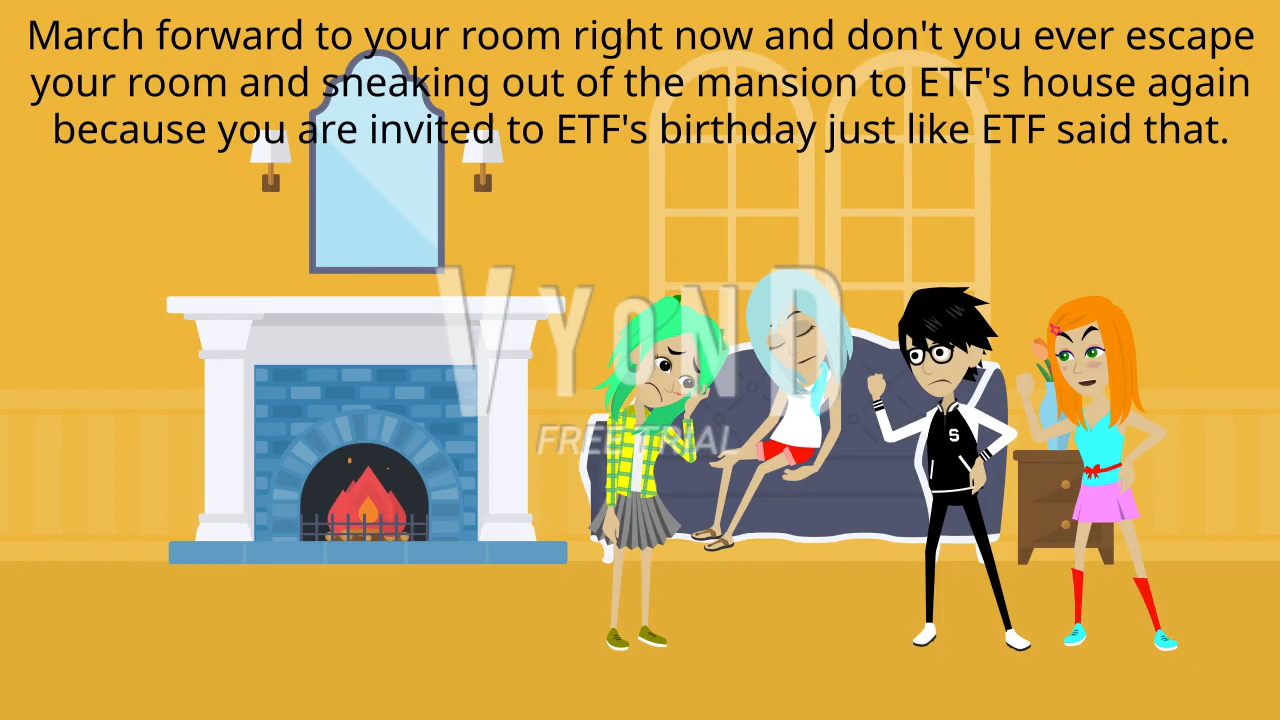 March forward to your room right now and don't you ever escape
your room and sneaking out of the mansion to ETF's house again
because you are invited to ETF's birthday just like ETF said that.
VYOND
FREE TRIAL
S